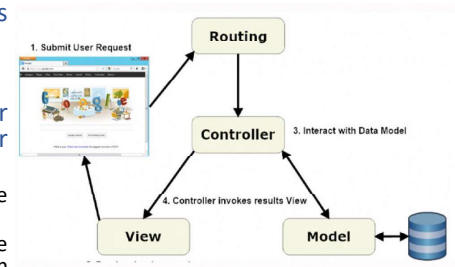 Routing
1. Submit User Request
Controller
3. Interact with Data Model
4. Controller invokes results View
View
Model